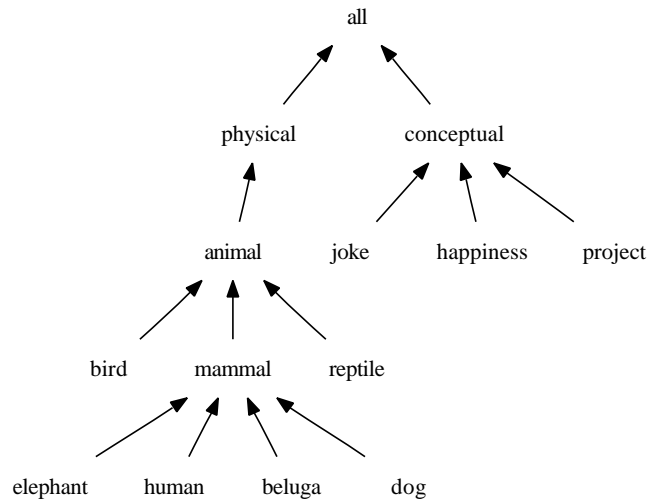 all
physical conceptual
animal joke happiness project
bird mammal reptile
elephant human beluga dog